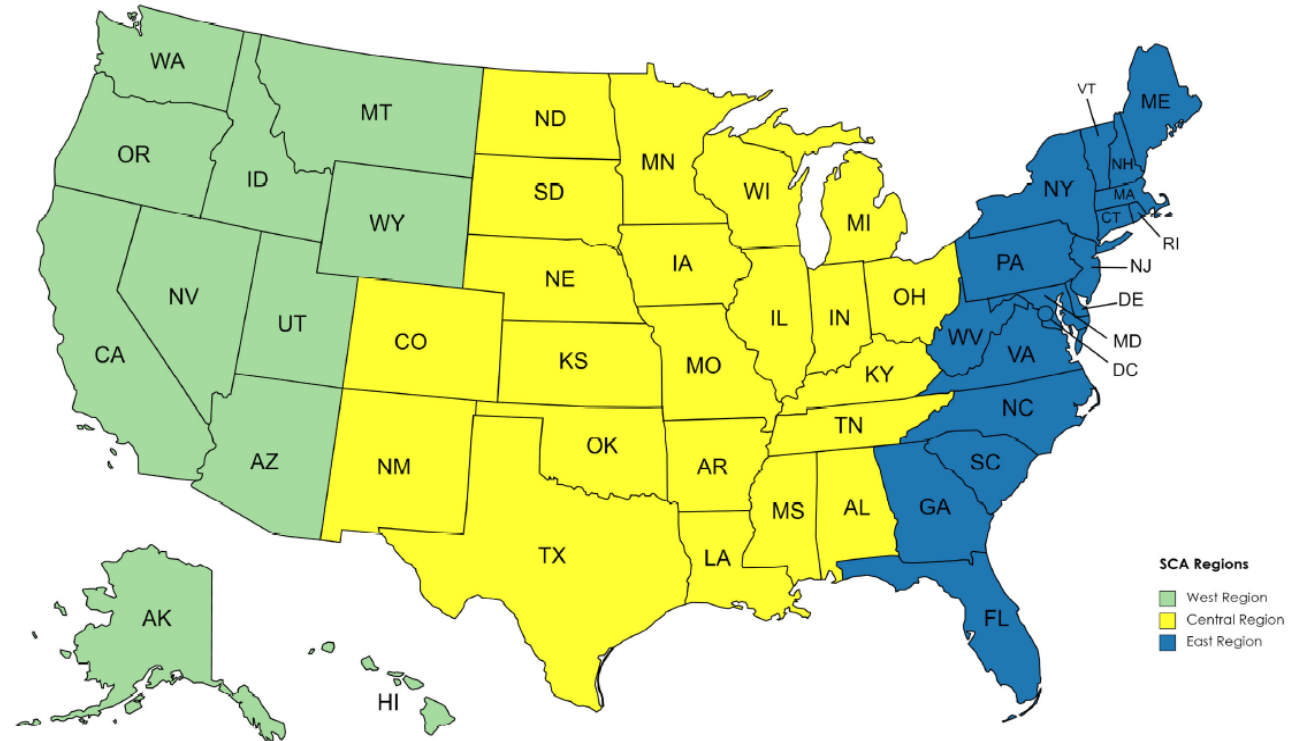 WA
MT
ND
MN
VT
ME
OR
ID
SD
WI
NH
NY
MA
WY
MI
CT
RI
NE
IA
PA
NJ
NV
UT
CO
IL
IN
OH
DE
CA
KS
MO
WV
VA
MD
DC
KY
NC
AZ
NM
OK
AR
TN
SC
MS
AL
GA
TX
LA
SCA Regions
West Region
Central Region
East Region
AK
FL
HI